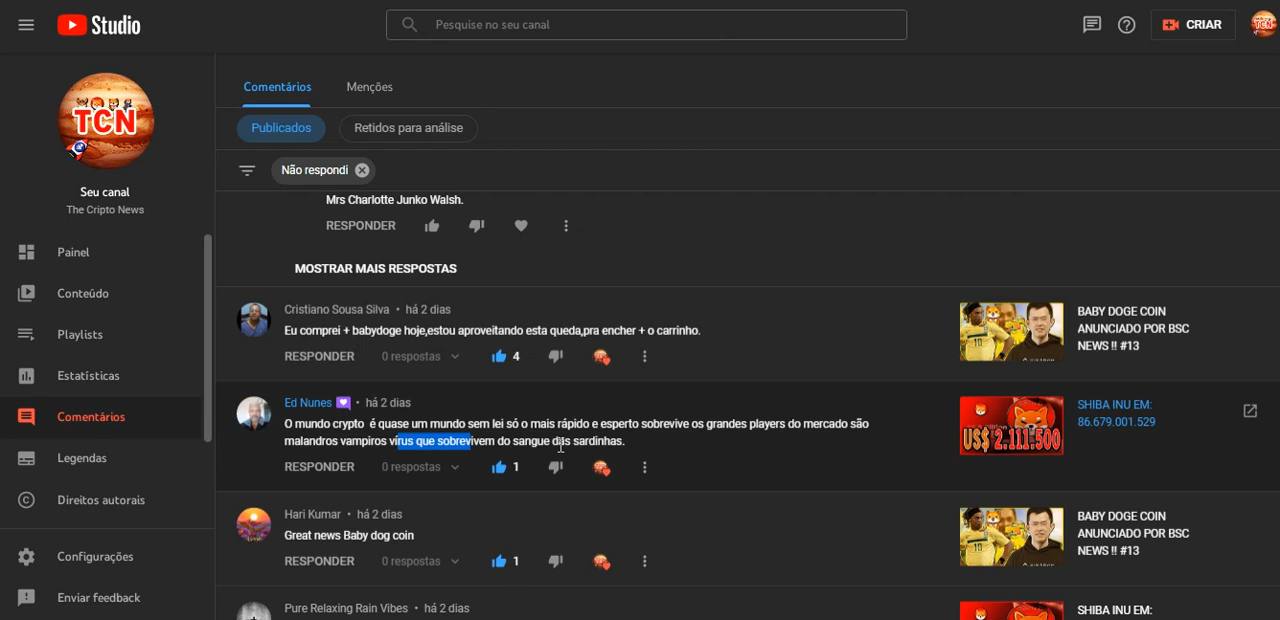 Studio
Pesquise no seu canal
CRIAR
TCN
TCN
Seu canal
The Cripto News
Painel
Conteúdo
Playlists
Estatísticas
Comentários
Legendas
Direitos autorais
Configurações
Enviar feedback
Comentários
Menções
Publicados
Retidos para análise
Não respondi
Mrs Charlotte Junko Walsh.
RESPONDER
MOSTRAR MAIS RESPOSTAS
Cristiano Sousa Silva • há 2 dias
Eu comprei + babydoge hoje,estou aproveitando esta queda,pra encher + o carrinho.
RESPONDER 0 respostas 4
BABY DOGE COIN
ANUNCIADO POR BSC
NEWS !! #13
Ed Nunes • há 2 dias
O mundo crypto é quase um mundo sem lei só o mais rápido e esperto sobrevive os grandes players do mercado são
malandros vampiros vírus que sobrevivem do sangue das sardinhas.
RESPONDER 0 respostas 1
US$ 2.111.500
SHIBA INU EM:
86.679.001.529
Hari Kumar • há 2 dias
Great news Baby dog coin
RESPONDER 0 respostas 1
BABY DOGE COIN
ANUNCIADO POR BSC
NEWS !! #13
Pure Relaxing Rain Vibes • há 2 dias
SHIBA INU EM: